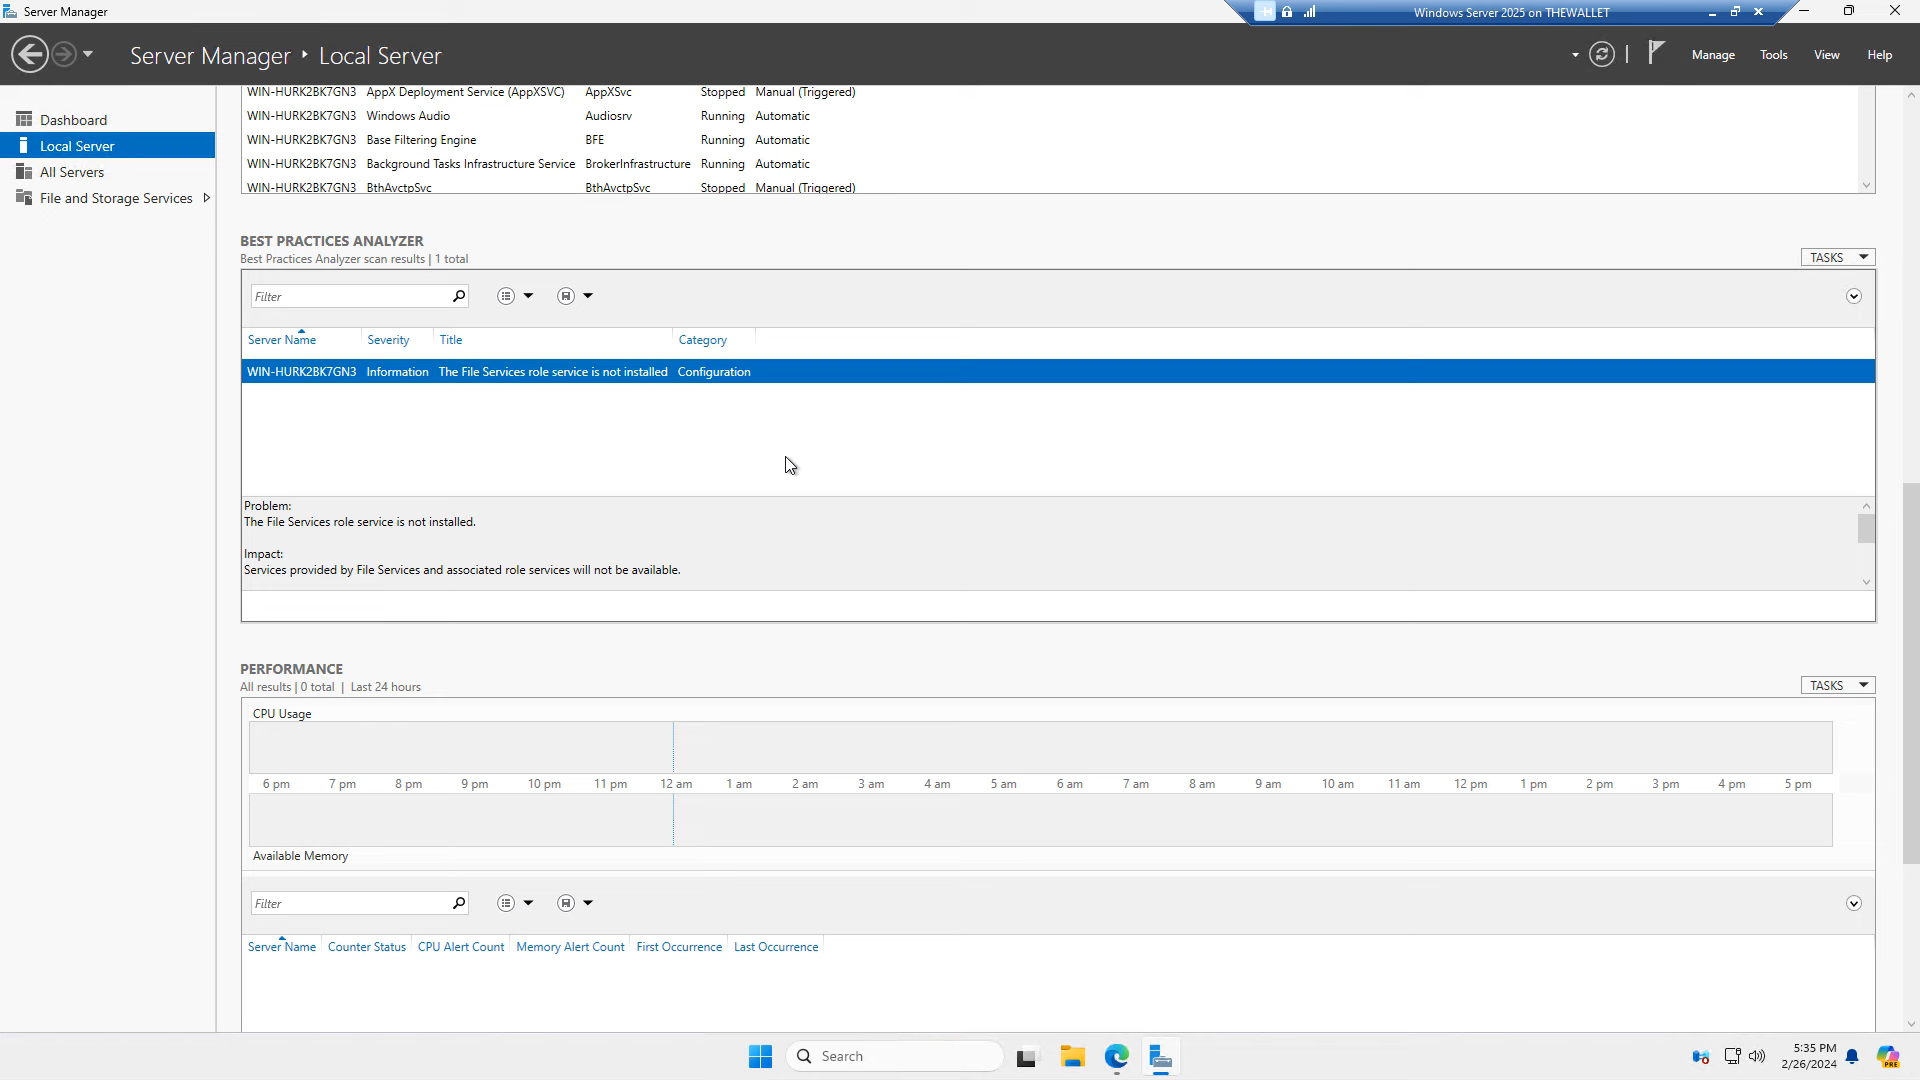 Server Manager
Windows Server 2025 on THEWALLET
Server Manager ‣ Local Server
Manage Tools View Help
Dashboard
Local Server
All Servers
File and Storage Services
WIN-HURK2BK7GN3 AppX Deployment Service (AppXSVC) AppXSvc Stopped Manual (Triggered)
WIN-HURK2BK7GN3 Windows Audio Audiosrv Running Automatic
WIN-HURK2BK7GN3 Base Filtering Engine BFE Running Automatic
WIN-HURK2BK7GN3 Background Tasks Infrastructure Service BrokerInfrastructure Running Automatic
WIN-HURK2BK7GN3 BthAvctpSvc BthAvctpSvc Stopped Manual (Triggered)
BEST PRACTICES ANALYZER
Best Practices Analyzer scan results | 1 total
TASKS
Filter
Server Name Severity Title Category
WIN-HURK2BK7GN3 Information The File Services role service is not installed Configuration
Problem:
The File Services role service is not installed.
Impact:
Services provided by File Services and associated role services will not be available.
PERFORMANCE
All results | 0 total | Last 24 hours
TASKS
CPU Usage
6 pm 7 pm 8 pm 9 pm 10 pm 11 pm 12 am 1 am 2 am 3 am 4 am 5 am 6 am 7 am 8 am 9 am 10 am 11 am 12 pm 1 pm 2 pm 3 pm 4 pm 5 pm
Available Memory
Filter
Server Name Counter Status CPU Alert Count Memory Alert Count First Occurrence Last Occurrence
Search
5:35 PM
2/26/2024
PRE